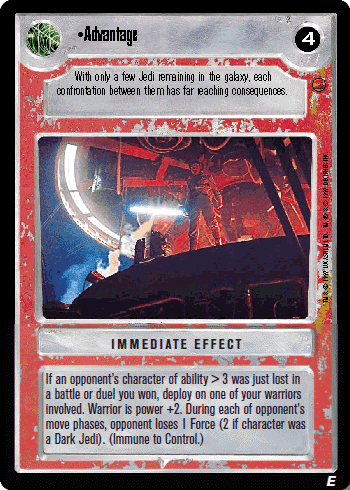 •Advantage
4
With only a few Jedi remaining in the galaxy, each
confrontation between them has far reaching consequences.
IMMEDIATE EFFECT
If an opponent's character of ability > 3 was just lost
in a battle or duel you won, deploy on one of your warriors
involved. Warrior is power +2. During each of opponent's
move phases, opponent loses 1 Force (2 if character was
a Dark Jedi). (Immune to Control.)
E